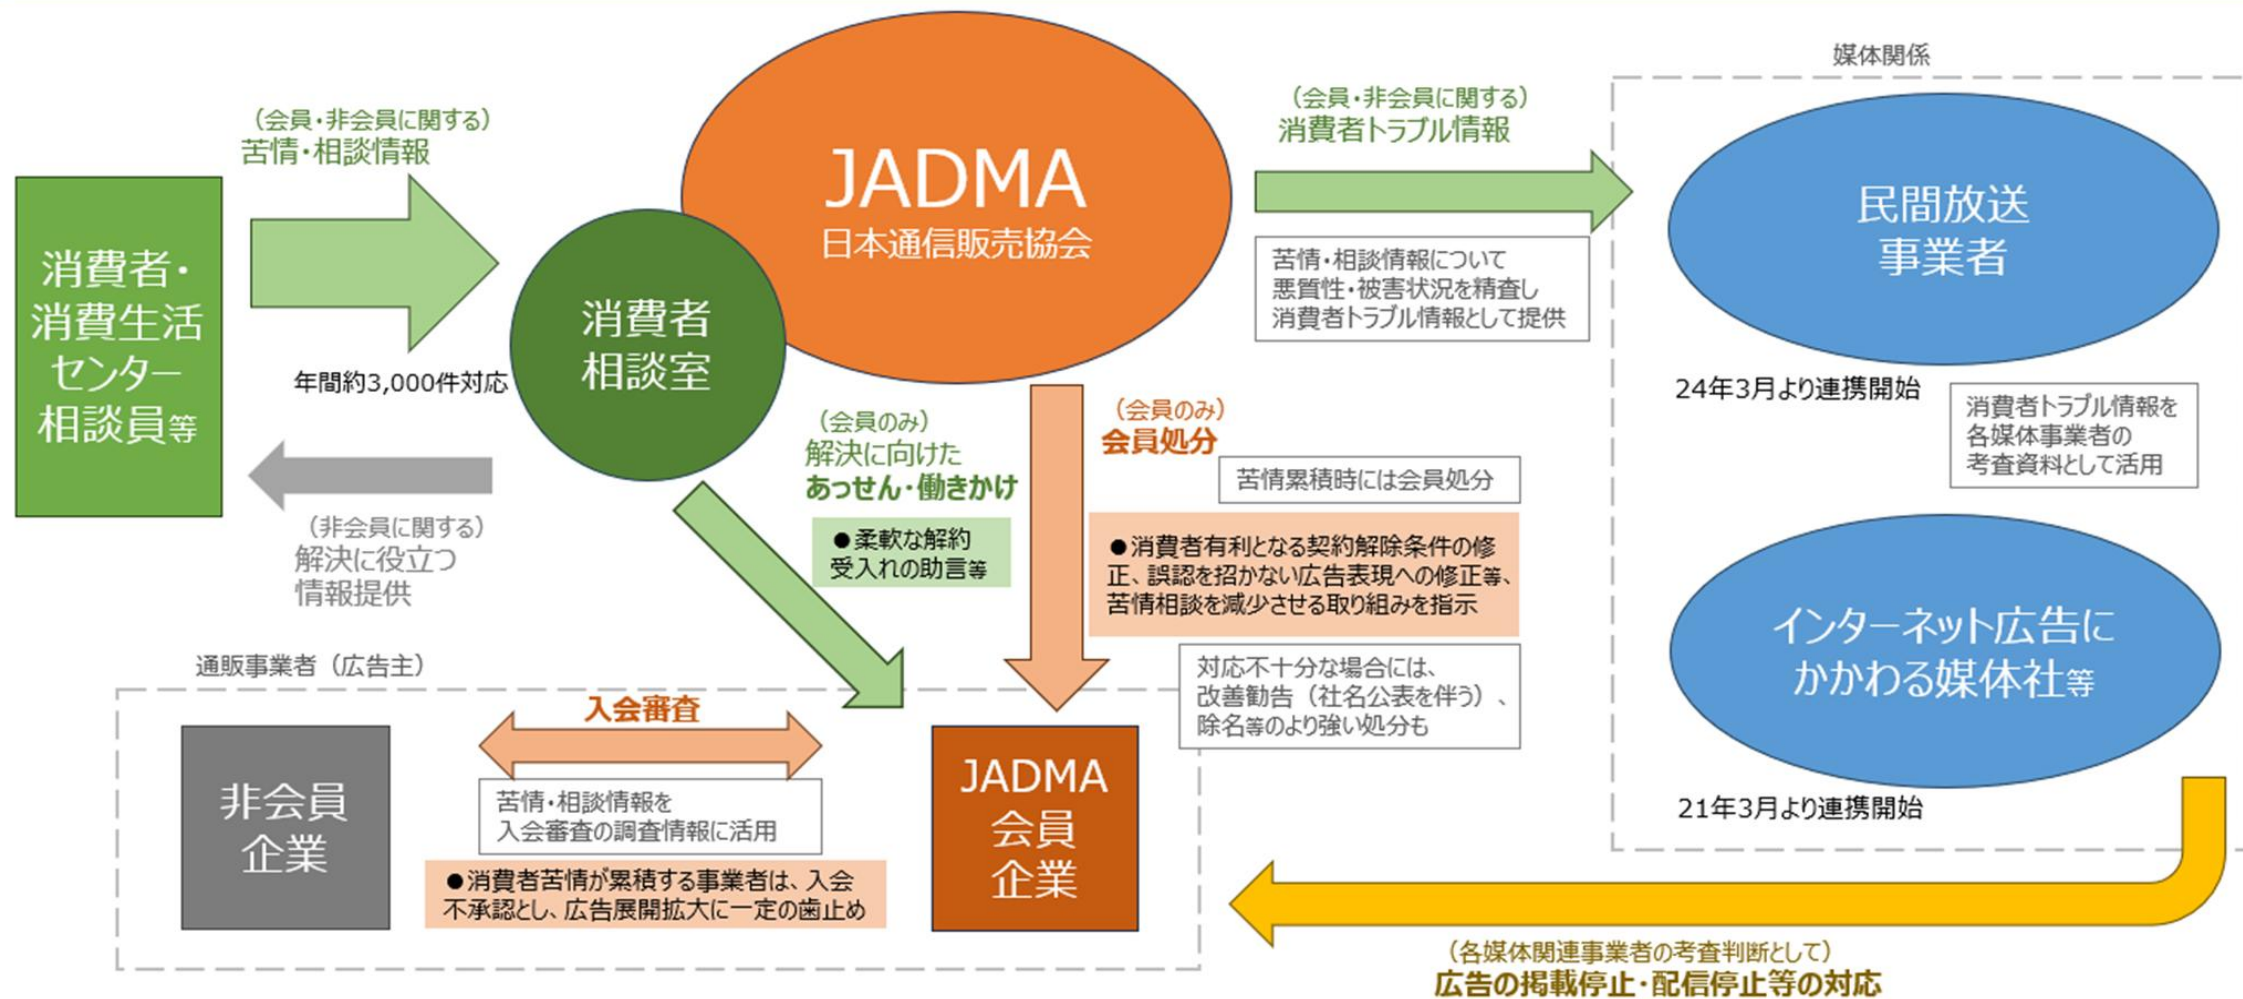 (会員・非会員に関する)
苦情・相談情報
消費者・
消費生活
センター
相談員等
年間約3,000件対応
(非会員に関する)
解決に役立つ
情報提供
JADMA
日本通信販売協会
消費者
相談室
(会員・非会員に関する)
消費者トラブル情報
苦情・相談情報について
悪質性・被害状況を精査し
消費者トラブル情報として提供
媒体関係
民間放送
事業者
24年3月より連携開始
消費者トラブル情報を
各媒体事業者の
考査資料として活用
インターネット広告に
かかわる媒体社等
21年3月より連携開始
(会員のみ)
解決に向けた
あっせん・働きかけ
●柔軟な解約
受入れの助言等
(会員のみ)
会員処分
苦情累積時には会員処分
●消費者有利となる契約解除条件の修
正、誤認を招かない広告表現への修正等、
苦情相談を減少させる取り組みを指示
対応不十分な場合には、
改善勧告(社名公表を伴う)、
除名等のより強い処分も
通販事業者(広告主)
非会員
企業
入会審査
苦情・相談情報を
入会審査の調査情報に活用
●消費者苦情が累積する事業者は、入会
不承認とし、広告展開拡大に一定の歯止め
JADMA
会員
企業
(各媒体関連事業者の考査判断として)
広告の掲載停止・配信停止等の対応